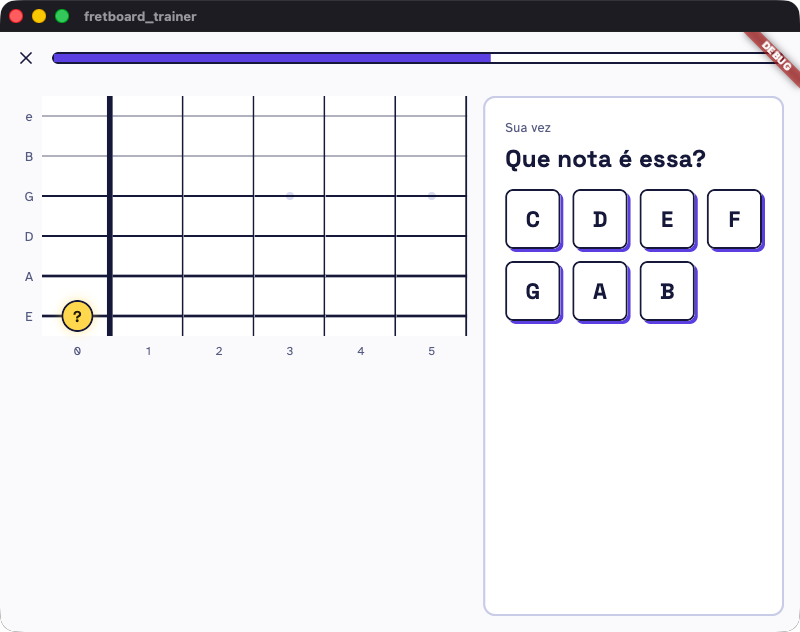 fretboard_trainer
DEBUG
e
B
G
D
A
E
?
0 1 2 3 4 5
Sua vez
Que nota é essa?
C D E F
G A B